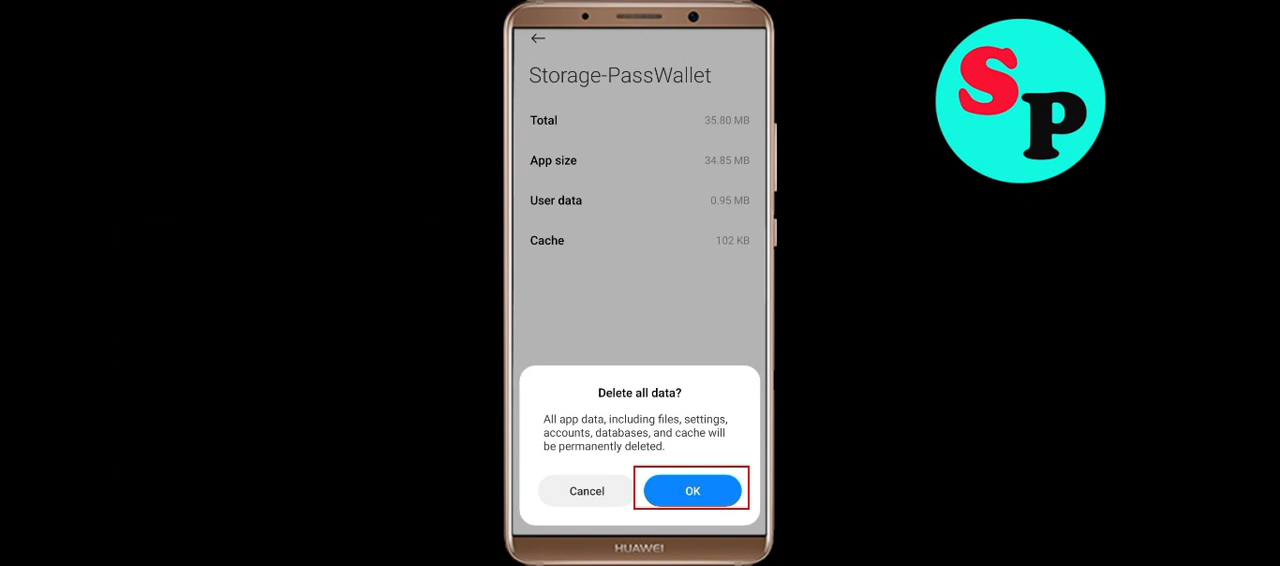 Storage-PassWallet
Total 35.80 MB
App size 34.85 MB
User data 0.95 MB
Cache 102 KB
Delete all data?
All app data, including files, settings,
accounts, databases, and cache will
be permanently deleted.
Cancel OK
HUAWEI
SP